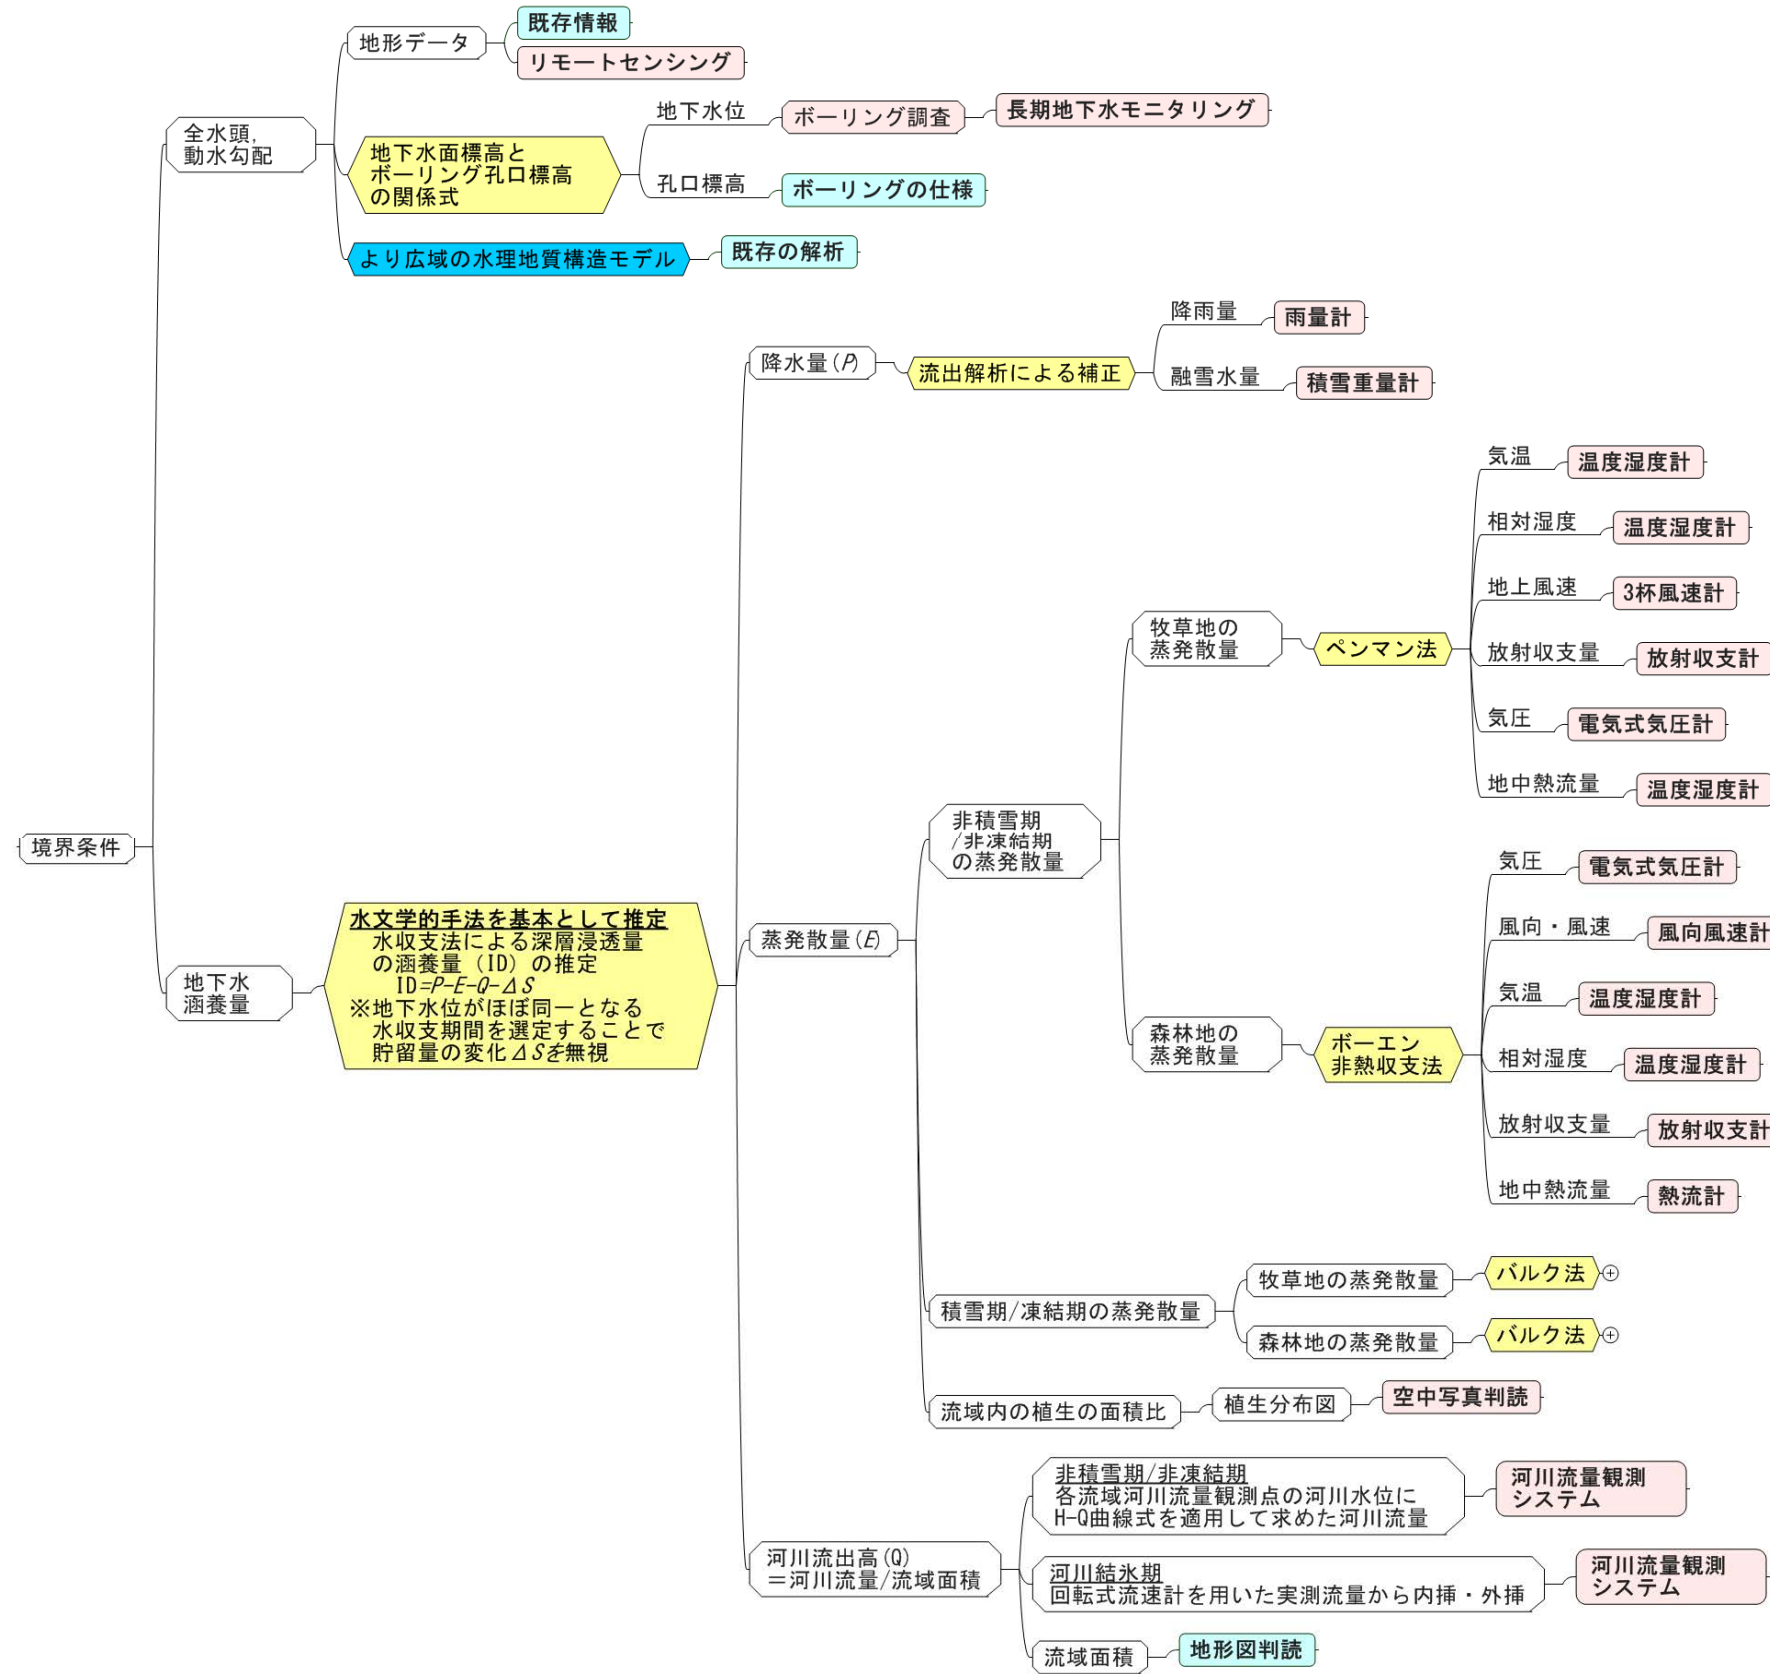 既存情報
地形データ
リモートセンシング
地下水位
ボーリング調査
長期地下水モニタリング
全水頭,
動水勾配
地下水面標高と
ボーリング孔口標高
の関係式
孔口標高
ボーリングの仕様
より広域の水理地質構造モデル
既存の解析
降水量(P)
流出解析による補正
降雨量
雨量計
融雪水量
積雪重量計
気温
温度湿度計
相対湿度
温度湿度計
地上風速
3杯風速計
牧草地の
蒸発散量
ペンマン法
放射収支量
放射収支計
気圧
電気式気圧計
地中熱流量
温度湿度計
境界条件
非積雪期
/非凍結期
の蒸発散量
気圧
電気式気圧計
風向・風速
風向風速計
気温
温度湿度計
森林地の
蒸発散量
ボーエン
非熱収支法
相対湿度
温度湿度計
放射収支量
放射収支計
地中熱流量
熱流計
蒸発散量(E)
地下水
涵養量
水文学的手法を基本として推定
水収支法による深層浸透量
の涵養量（ID）の推定
ID=P-E-Q-ΔS
※地下水位がほぼ同一となる
水収支期間を選定することで
貯留量の変化ΔSを無視
積雪期/凍結期の蒸発散量
牧草地の蒸発散量
バルク法
森林地の蒸発散量
バルク法
流域内の植生の面積比
植生分布図
空中写真判読
非積雪期/非凍結期
各流域河川流量観測点の河川水位に
H-Q曲線式を適用して求めた河川流量
河川流量観測
システム
河川流出高(Q)
＝河川流量/流域面積
河川結氷期
回転式流速計を用いた実測流量から内挿・外挿
河川流量観測
システム
流域面積
地形図判読